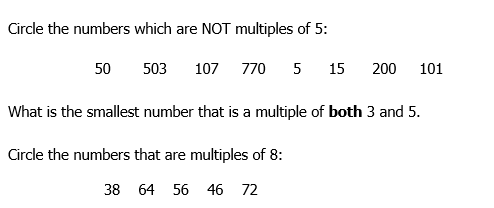 Circle the numbers which are NOT multiples of 5:
50 503 107 770 5 15 200 101
What is the smallest number that is a multiple of both 3 and 5.
Circle the numbers that are multiples of 8:
38 64 56 46 72